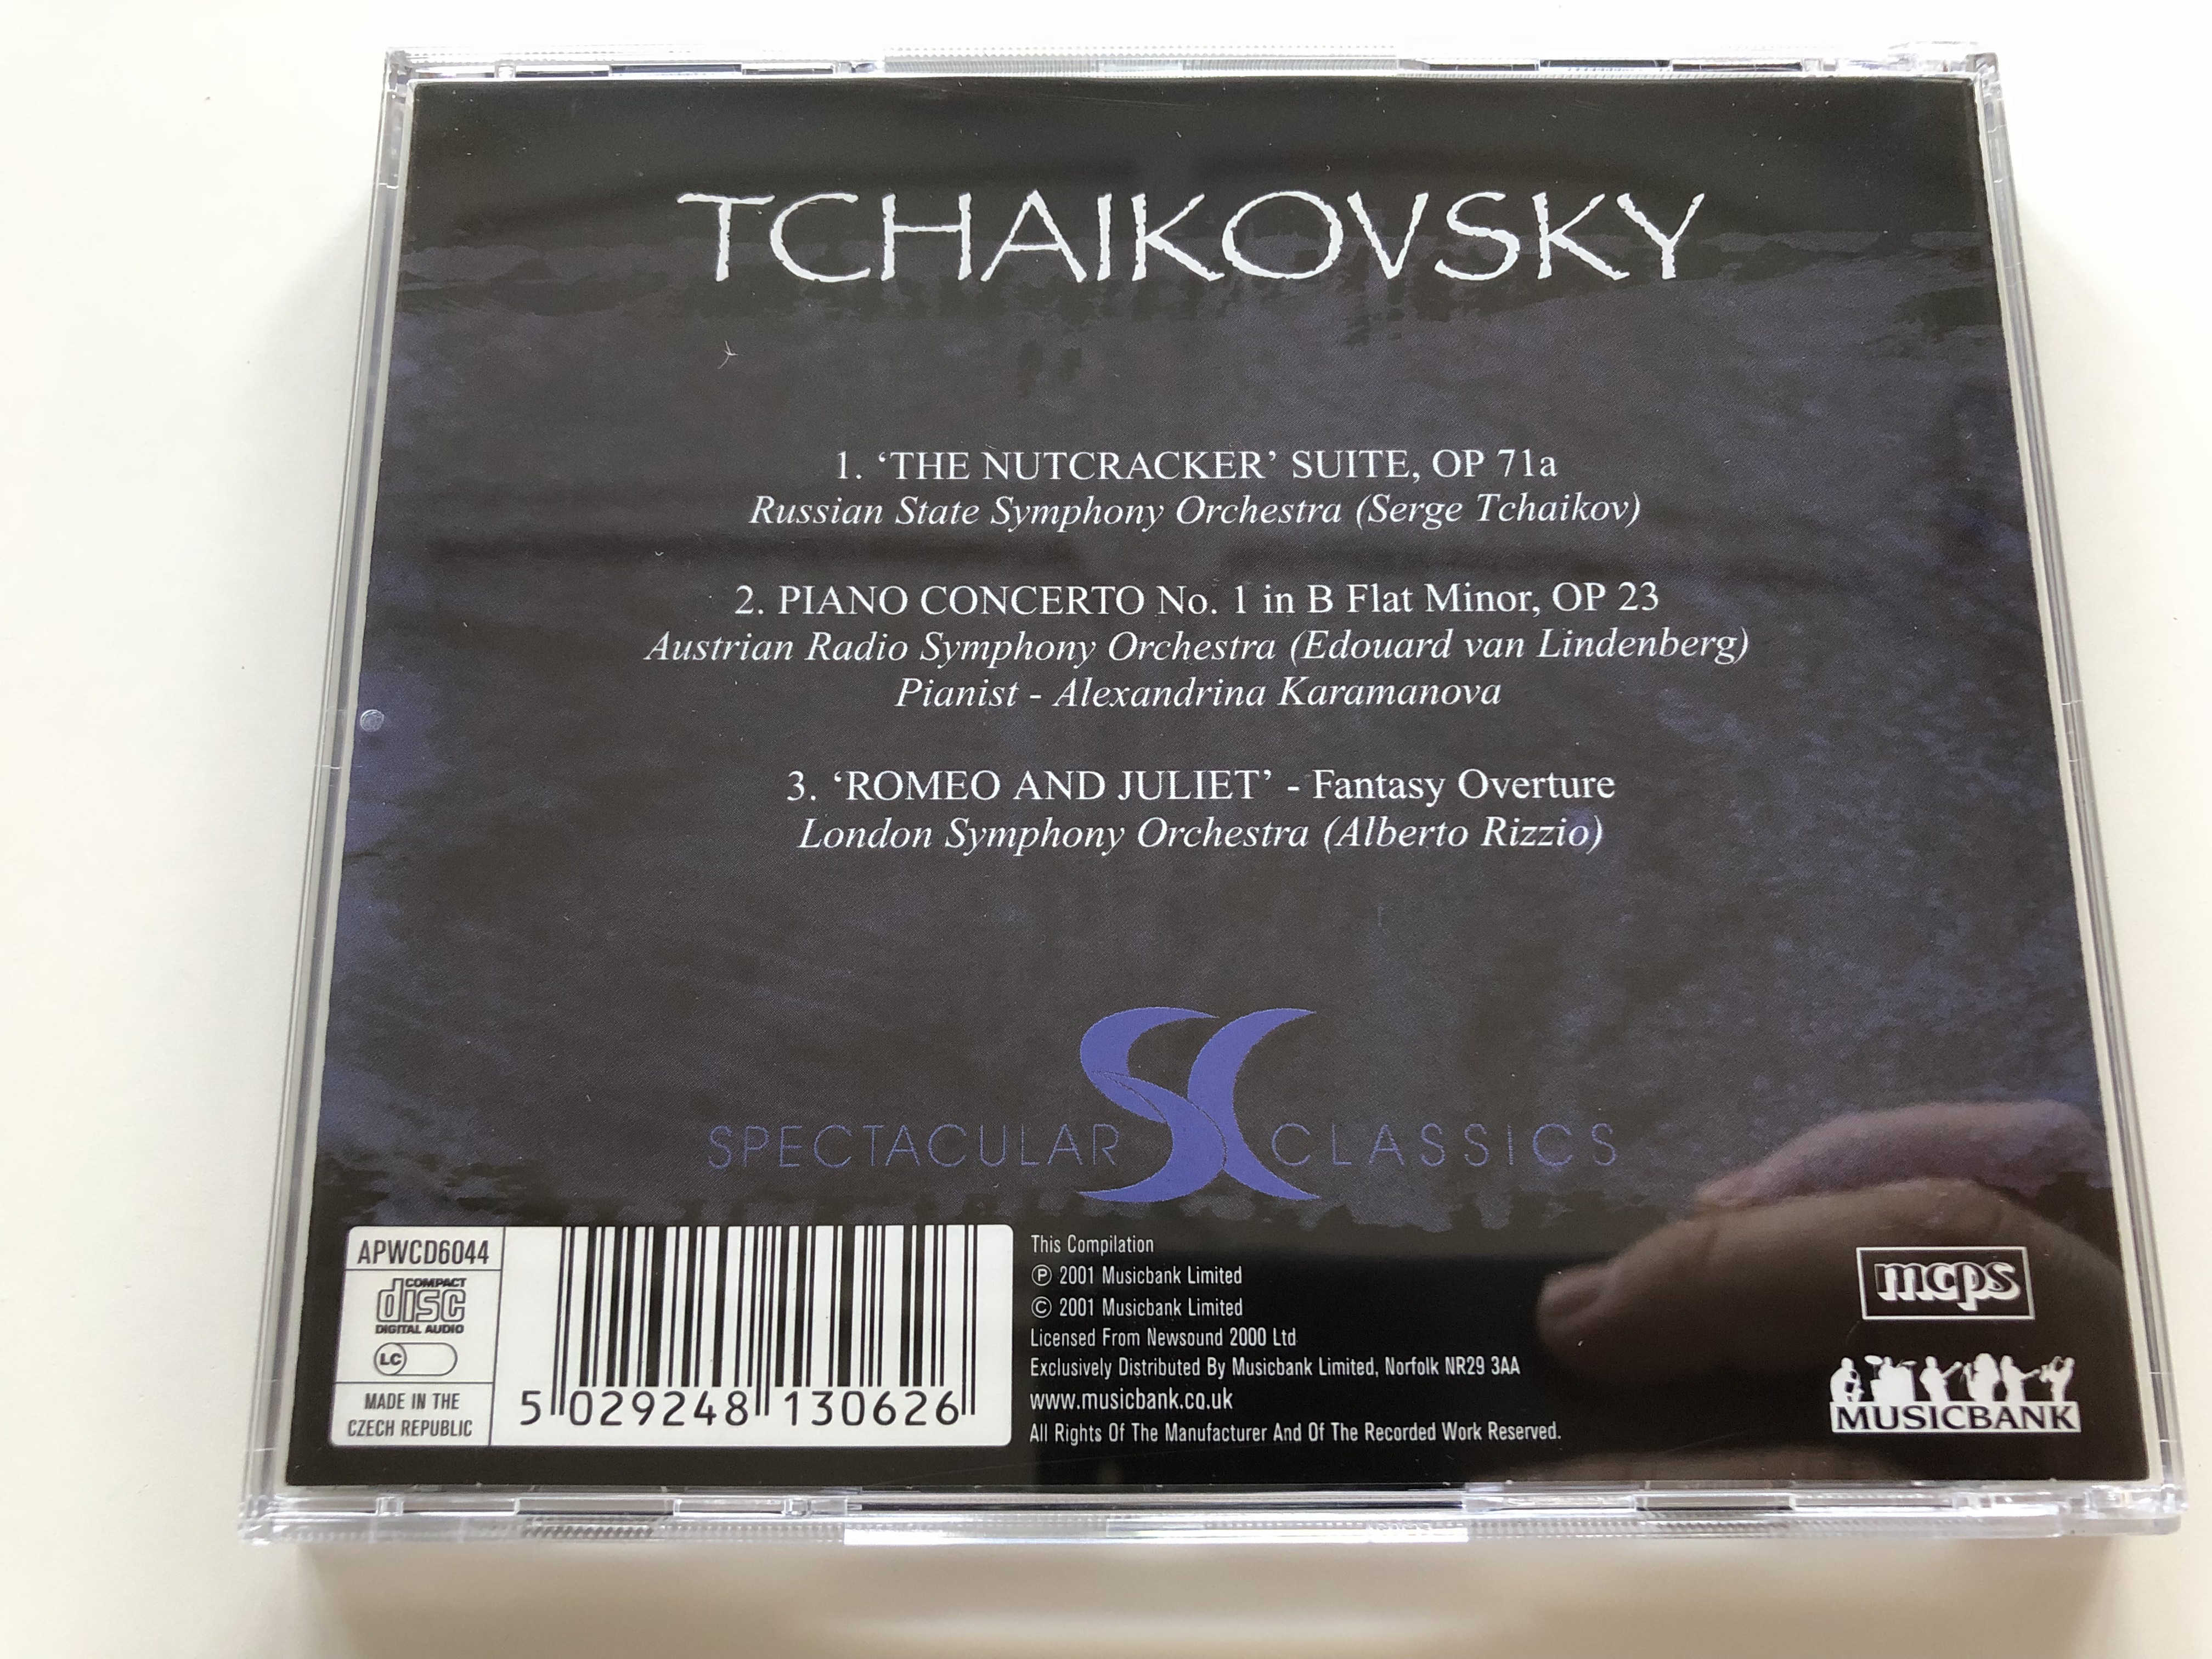 TCHAIKOVSKY
1. ‘THE NUTCRACKER’ SUITE, OP 71a
Russian State Symphony Orchestra (Serge Tchaikov)
2. PIANO CONCERTO No. 1 in B Flat Minor, OP 23
Austrian Radio Symphony Orchestra (Edouard van Lindenberg)
Pianist - Alexandrina Karamanova
3. ‘ROMEO AND JULIET’ - Fantasy Overture
London Symphony Orchestra (Alberto Rizzio)
SPECTACULAR SC CLASSICS
APWCD6044
COMPACT
disc
DIGITAL AUDIO
LC
MADE IN THE
CZECH REPUBLIC
5 029248 130626
This Compilation
Ⓟ 2001 Musicbank Limited
© 2001 Musicbank Limited
Licensed From Newsound 2000 Ltd
Exclusively Distributed By Musicbank Limited, Norfolk NR29 3AA
www.musicbank.co.uk
All Rights Of The Manufacturer And Of The Recorded Work Reserved.
mcps
MUSICBANK